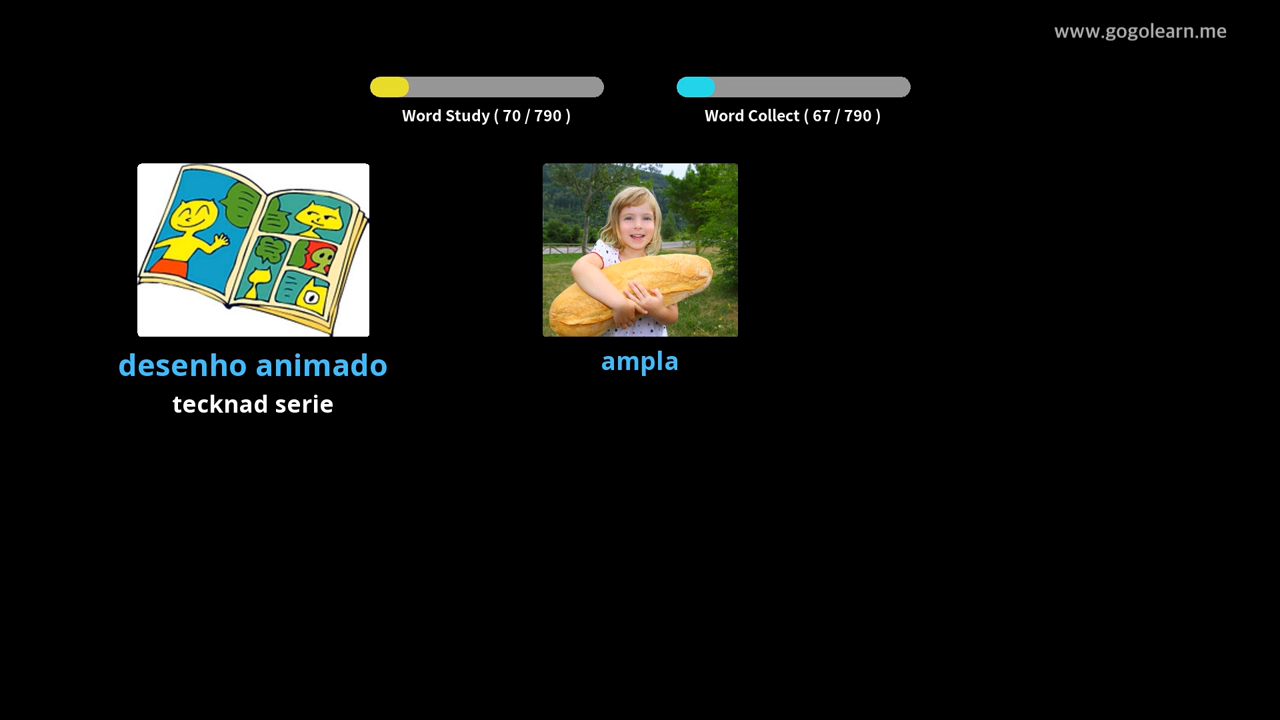 www.gogolearn.me
Word Study ( 70 / 790 )
Word Collect ( 67 / 790 )
desenho animado
tecknad serie
ampla